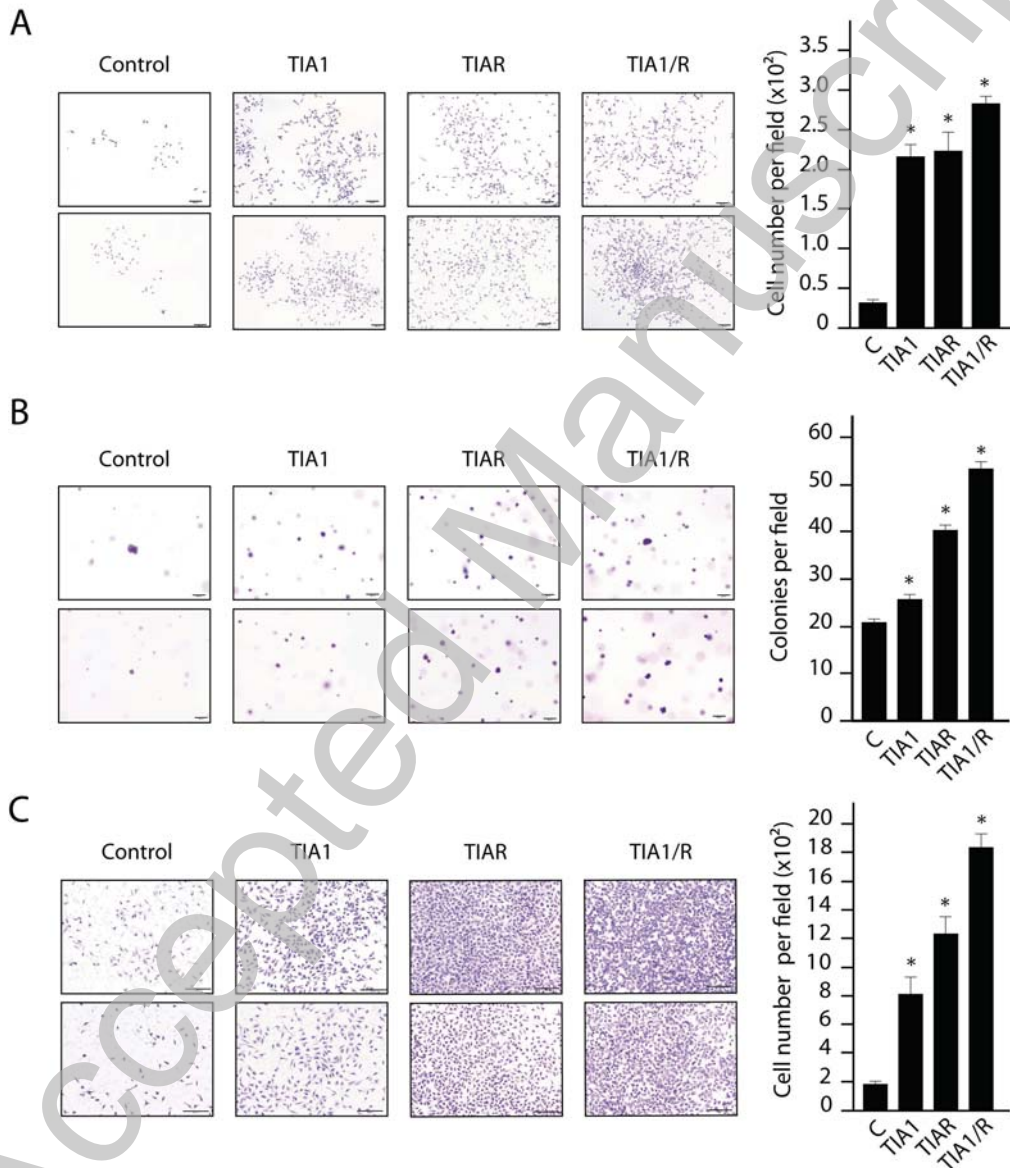 A
Control TIA1 TIAR TIA1/R
Cell number per field (x10²)
3.5
3.0
2.5
2.0
1.5
1.0
0.5
0
* * *
C TIA1 TIAR TIA1/R
B
Control TIA1 TIAR TIA1/R
Colonies per field
60
50
40
30
20
10
0
* * *
C TIA1 TIAR TIA1/R
C
Control TIA1 TIAR TIA1/R
Cell number per field (x10²)
20
18
16
14
12
10
8
6
4
2
0
* * *
C TIA1 TIAR TIA1/R
Accepted Manuscri